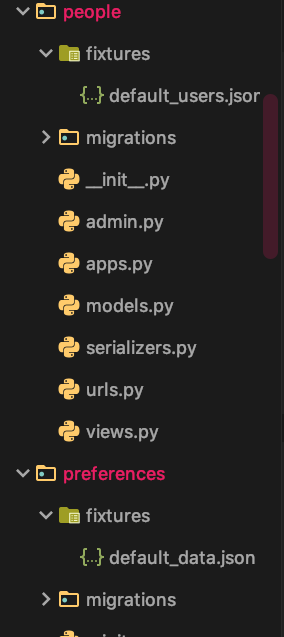 people
fixtures
default_users.jsor
migrations
__init__.py
admin.py
apps.py
models.py
serializers.py
urls.py
views.py
preferences
fixtures
default_data.json
migrations